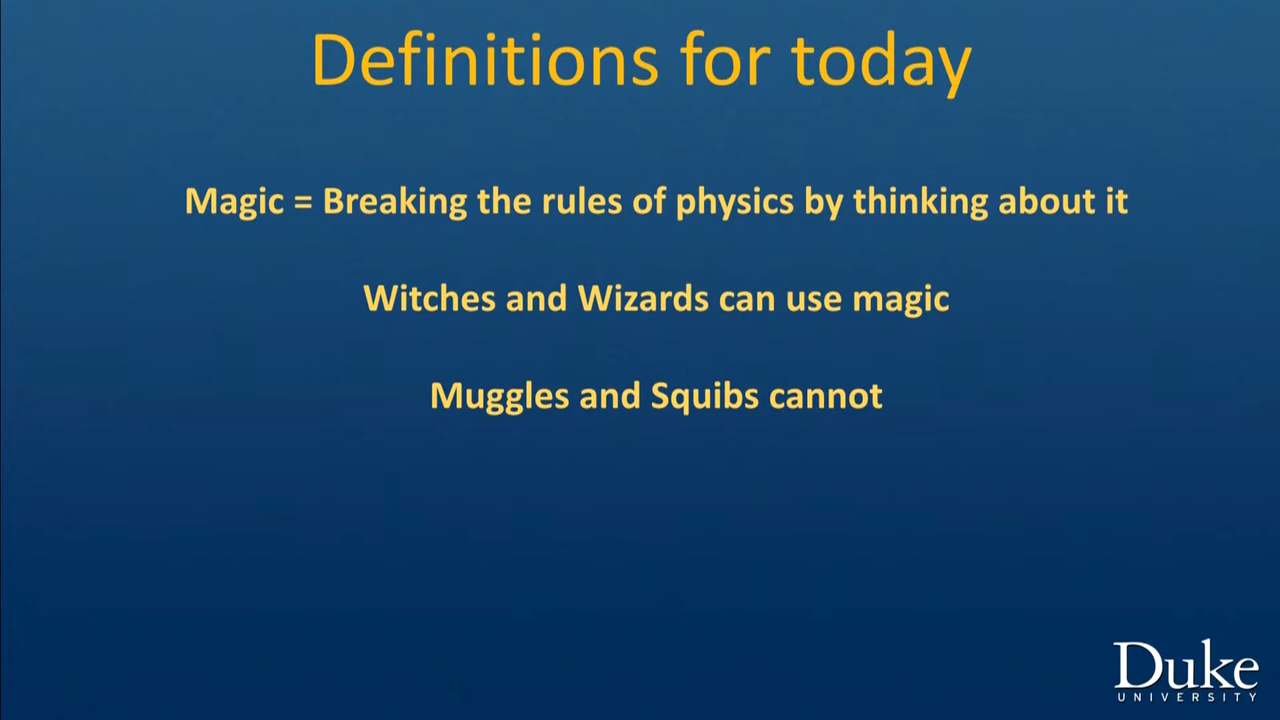 Definitions for today
Magic = Breaking the rules of physics by thinking about it
Witches and Wizards can use magic
Muggles and Squibs cannot
Duke
UNIVERSITY